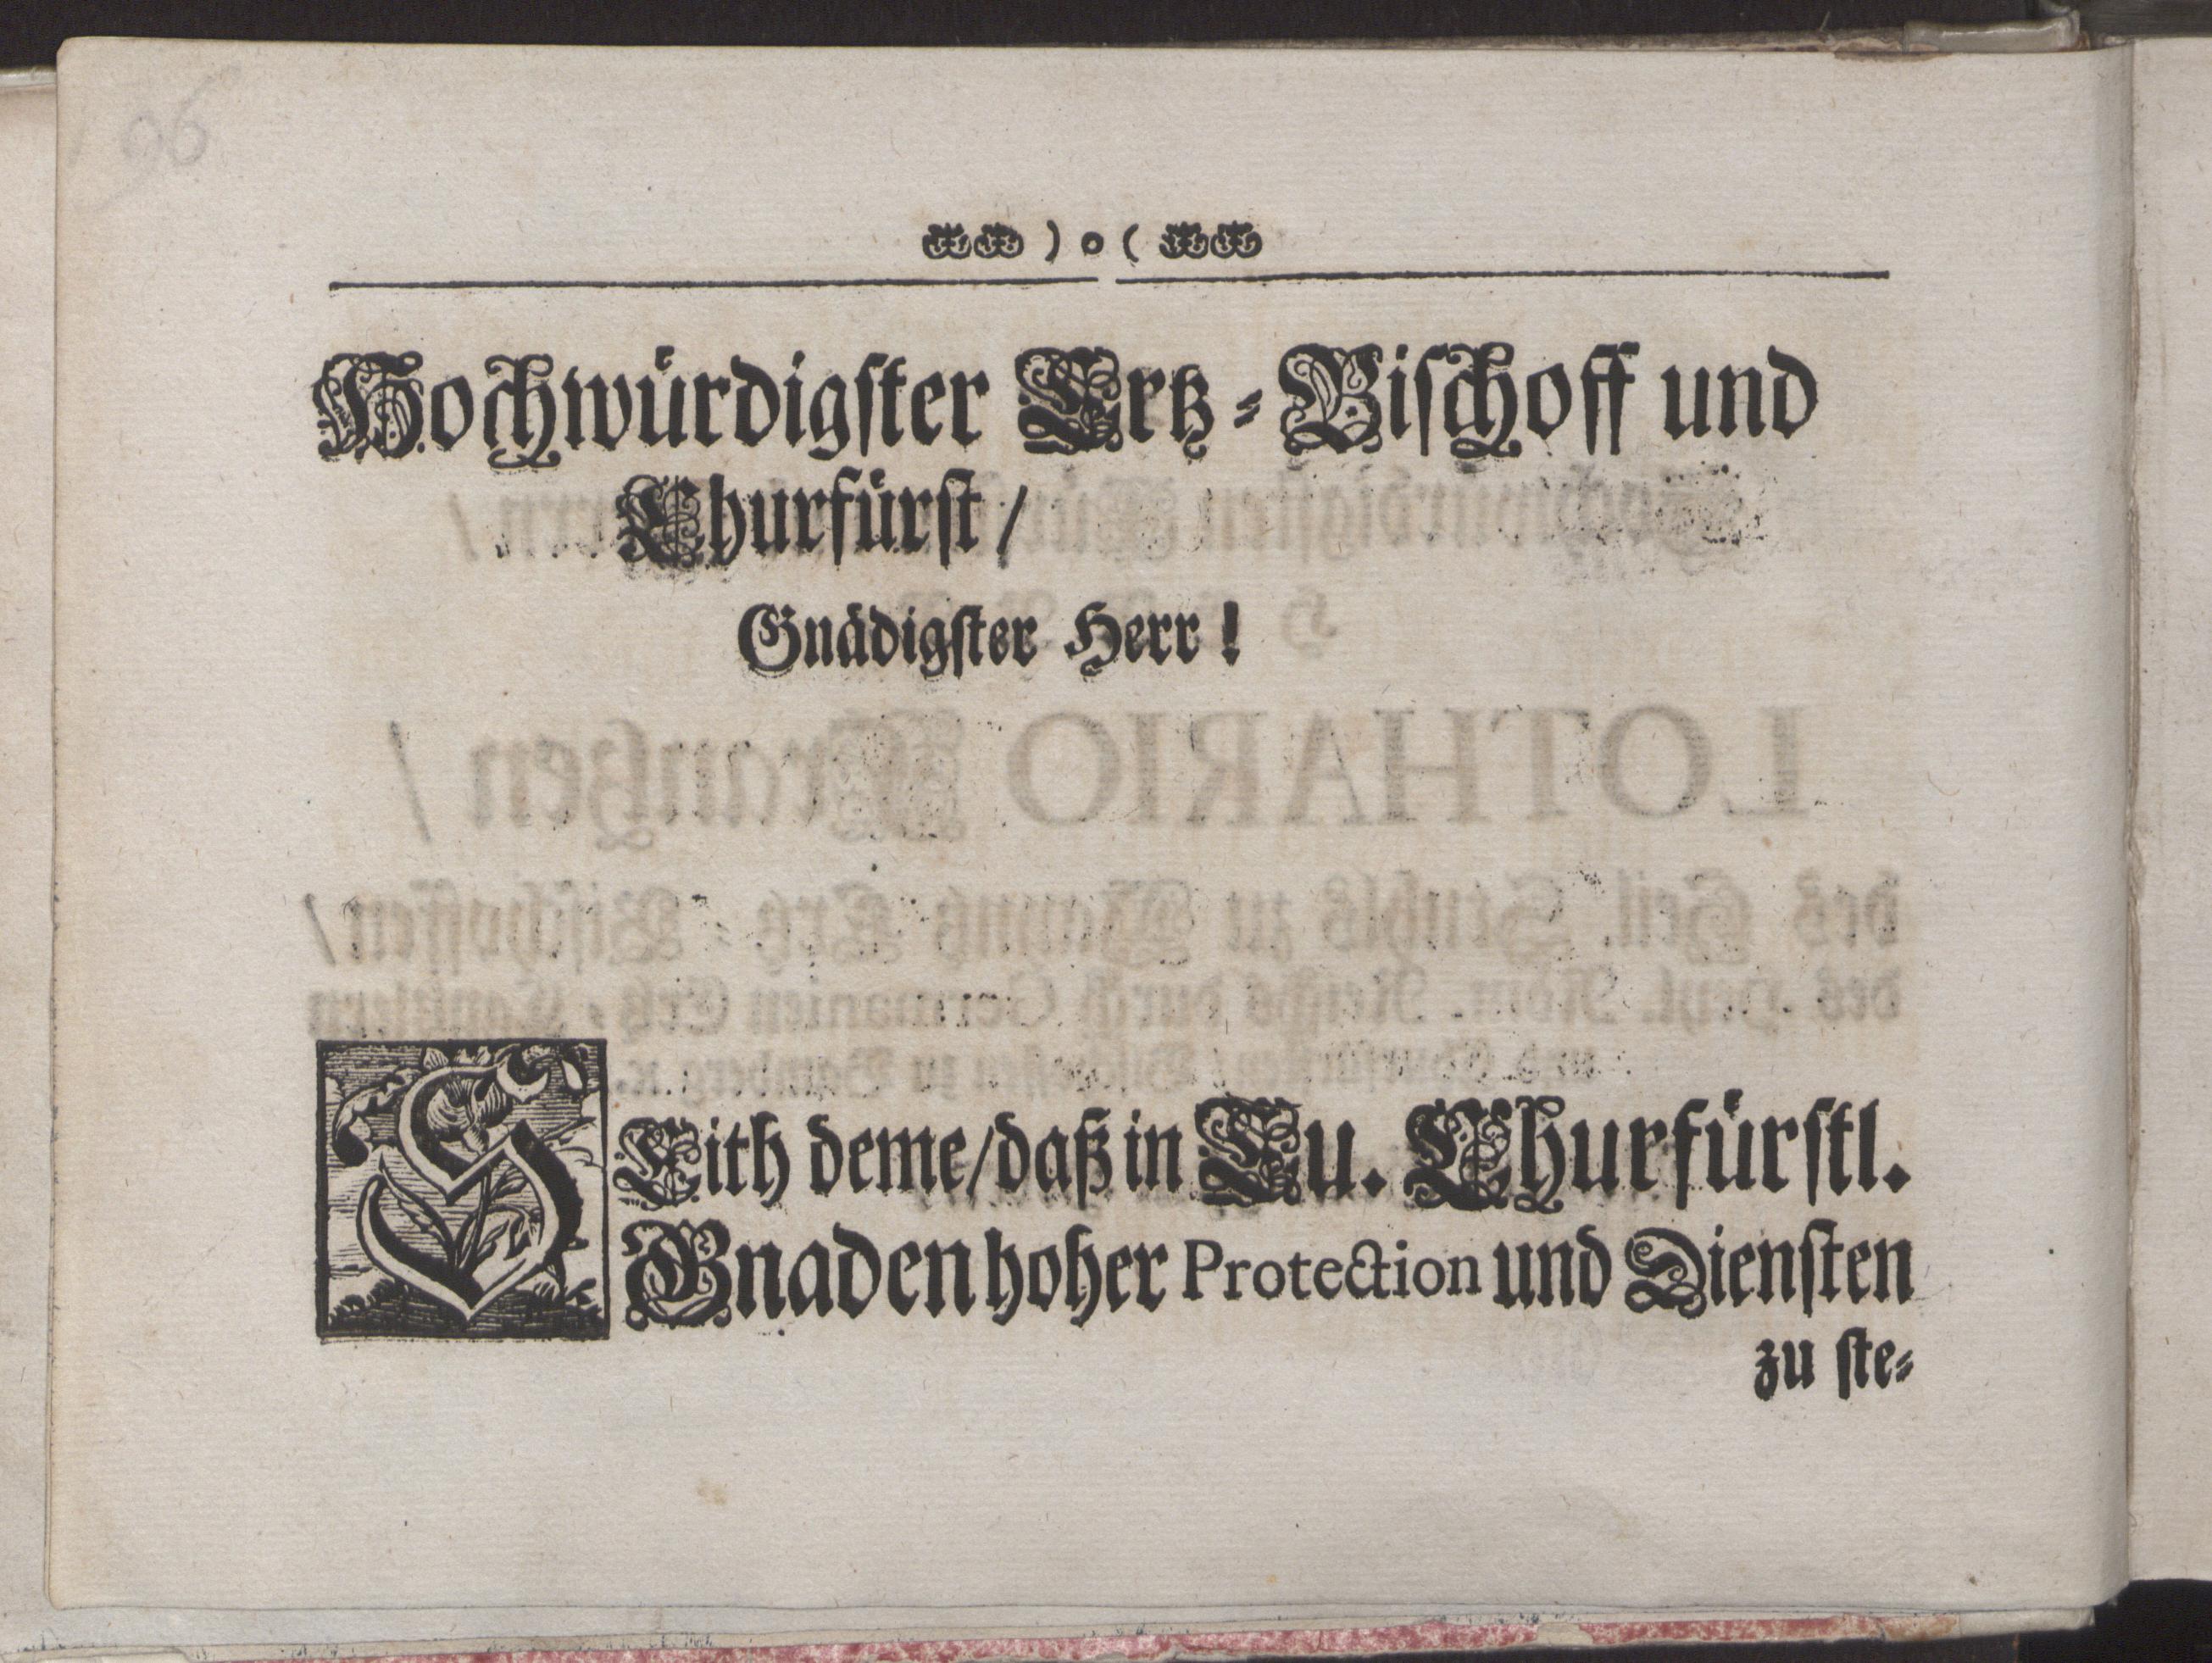 96
) o (
Hochwürdigster Ertz-Bischoff und
Churfürst /
Gnädigster Herr!
SEith deme / daß in Eu. Churfürstl.
Gnaden hoher Protection und Diensten
zu ste-